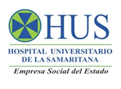 HUS
HOSPITAL UNIVERSITARIO
DE LA SAMARITANA
Empresa Social del Estado